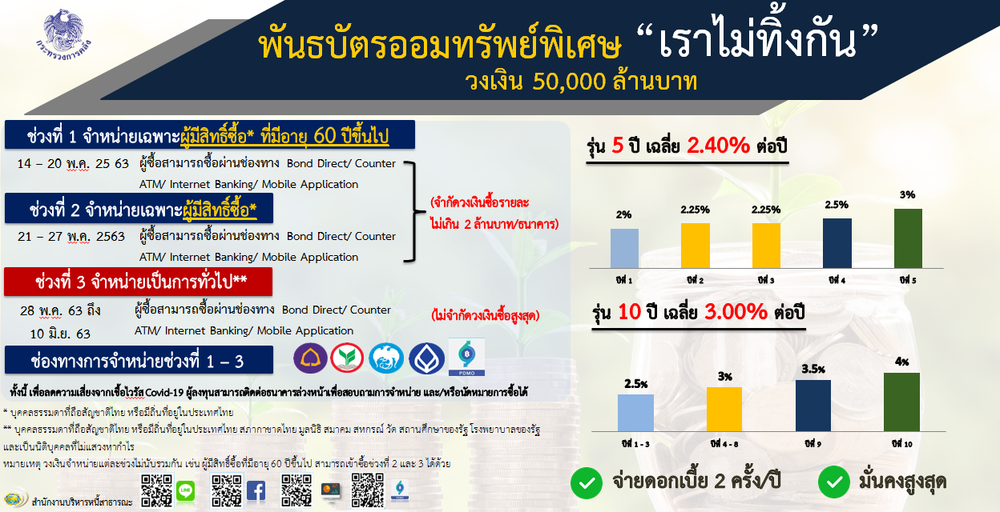 กระทรวงการคลัง
พันธบัตรออมทรัพย์พิเศษ “เราไม่ทิ้งกัน”
วงเงิน 50,000 ล้านบาท
ช่วงที่ 1 จำหน่ายเฉพาะผู้มีสิทธิ์ซื้อ* ที่มีอายุ 60 ปีขึ้นไป
14 – 20 พ.ค. 25 63 ผู้ซื้อสามารถซื้อผ่านช่องทาง Bond Direct/ Counter
ATM/ Internet Banking/ Mobile Application
ช่วงที่ 2 จำหน่ายเฉพาะผู้มีสิทธิ์ซื้อ*
21 – 27 พ.ค. 2563 ผู้ซื้อสามารถซื้อผ่านช่องทาง Bond Direct/ Counter
ATM/ Internet Banking/ Mobile Application
(จำกัดวงเงินซื้อรายละ
ไม่เกิน 2 ล้านบาท/ธนาคาร)
ช่วงที่ 3 จำหน่ายเป็นการทั่วไป**
28 พ.ค. 63 ถึง
10 มิ.ย. 63
ผู้ซื้อสามารถซื้อผ่านช่องทาง Bond Direct/ Counter
ATM/ Internet Banking/ Mobile Application
(ไม่จำกัดวงเงินซื้อสูงสุด)
ช่องทางการจำหน่ายช่วงที่ 1 – 3
PDMO
ทั้งนี้ เพื่อลดความเสี่ยงจากเชื้อไวรัส Covid-19 ผู้ลงทุนสามารถติดต่อธนาคารล่วงหน้าเพื่อสอบถามการจำหน่าย และ/หรือนัดหมายการซื้อได้
* บุคคลธรรมดาที่ถือสัญชาติไทย หรือมีถิ่นที่อยู่ในประเทศไทย
** บุคคลธรรมดาที่ถือสัญชาติไทย หรือมีถิ่นที่อยู่ในประเทศไทย สภากาชาดไทย มูลนิธิ สมาคม สหกรณ์ วัด สถานศึกษาของรัฐ โรงพยาบาลของรัฐ
และเป็นนิติบุคคลที่ไม่แสวงหากำไร
หมายเหตุ วงเงินจำหน่ายแต่ละช่วงไม่นับรวมกัน เช่น ผู้มีสิทธิ์ซื้อที่มีอายุ 60 ปีขึ้นไป สามารถเข้าซื้อช่วงที่ 2 และ 3 ได้ด้วย
สำนักงานบริหารหนี้สาธารณะ
LINE
รุ่น 5 ปี เฉลี่ย 2.40% ต่อปี
2% 2.25% 2.25% 2.5% 3%
ปีที่ 1 ปีที่ 2 ปีที่ 3 ปีที่ 4 ปีที่ 5
รุ่น 10 ปี เฉลี่ย 3.00% ต่อปี
2.5% 3% 3.5% 4%
ปีที่ 1 - 3 ปีที่ 4 - 8 ปีที่ 9 ปีที่ 10
จ่ายดอกเบี้ย 2 ครั้ง/ปี
มั่นคงสูงสุด